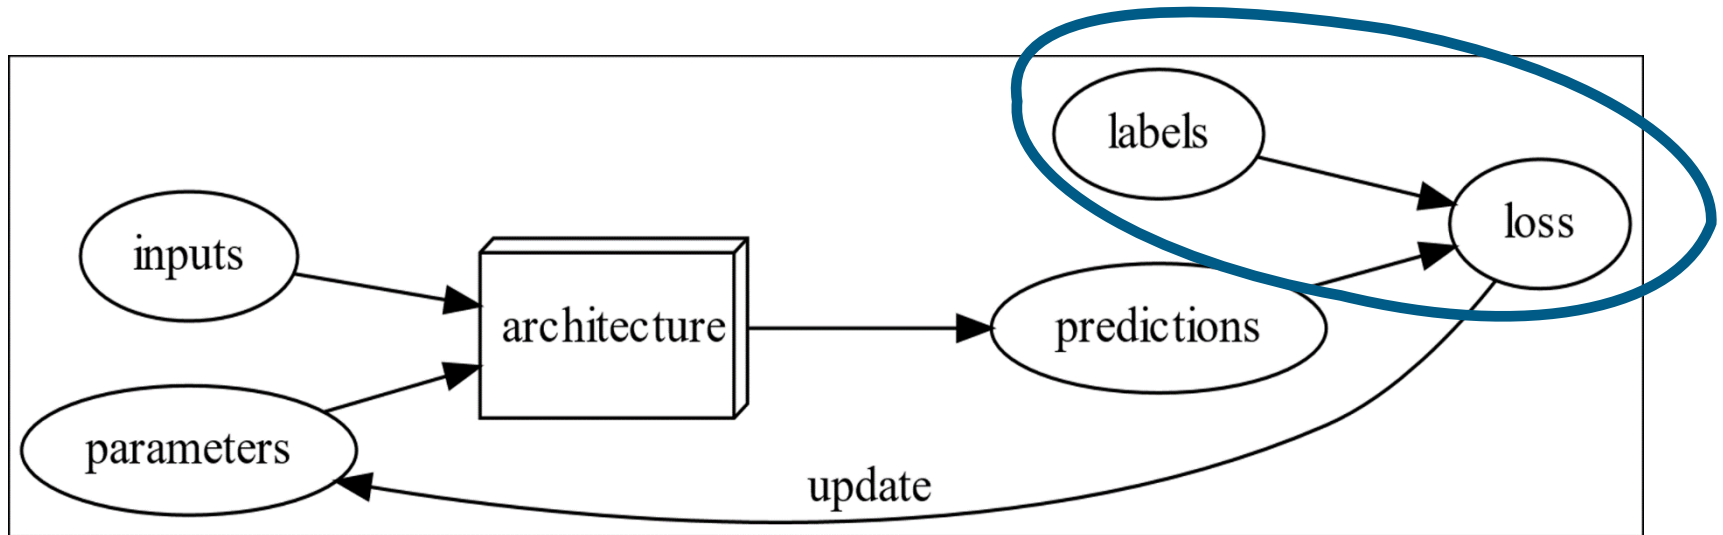 labels
loss
inputs
architecture
predictions
parameters
update